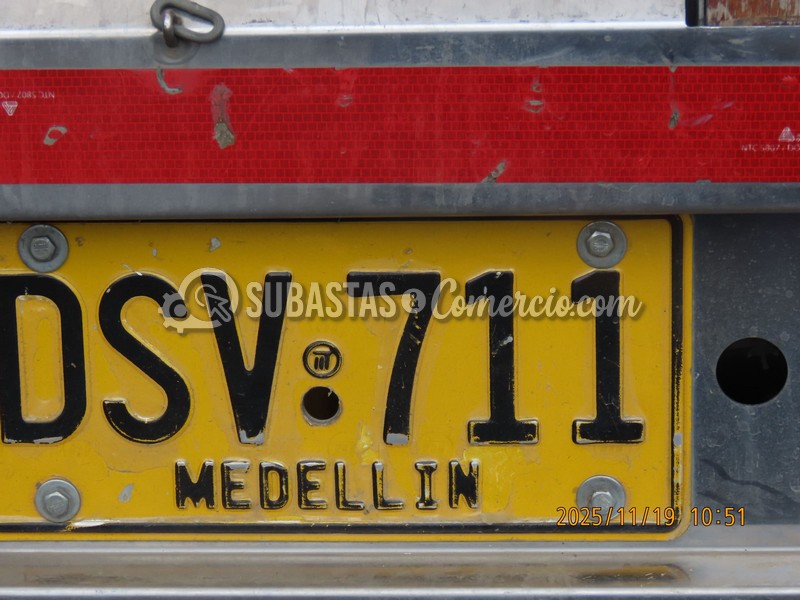 DSV 711
MEDELLIN
SUBASTAS&Comercio.com
2025/11/19 10:51